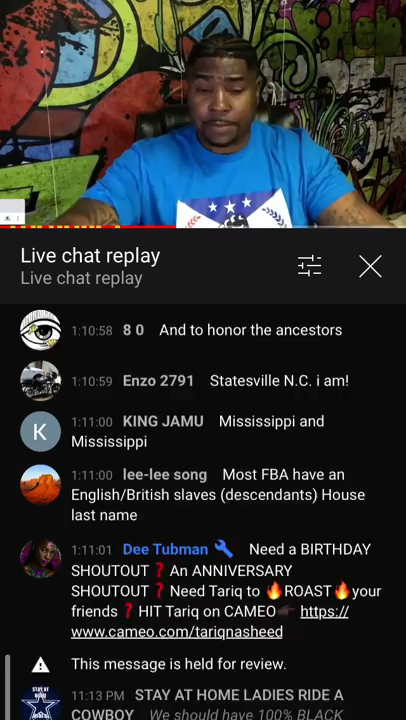 Live chat replay
Live chat replay
1:10:58 8 0 And to honor the ancestors
1:10:59 Enzo 2791 Statesville N.C. i am!
K
1:11:00 KING JAMU Mississippi and
Mississippi
1:11:00 lee-lee song Most FBA have an
English/British slaves (descendants) House
last name
1:11:01 Dee Tubman 🔧 Need a BIRTHDAY
SHOUTOUT❓An ANNIVERSARY
SHOUTOUT❓Need Tariq to 🔥ROAST🔥your
friends❓HIT Tariq on CAMEO👉🏿 https://
www.cameo.com/tariqnasheed
This message is held for review.
STAY AT
HOME
11:13 PM STAY AT HOME LADIES RIDE A
COWBOY We should have 100% BLACK